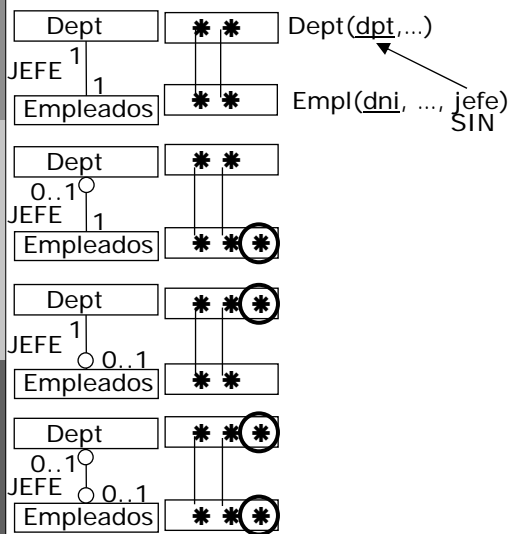 Dept
Dept(dpt,...)
1
JEFE
1
Empleados
Empl(dni, ..., jefe)
SIN
Dept
0..1
JEFE
1
Empleados
Dept
1
JEFE
0..1
Empleados
Dept
0..1
JEFE
0..1
Empleados